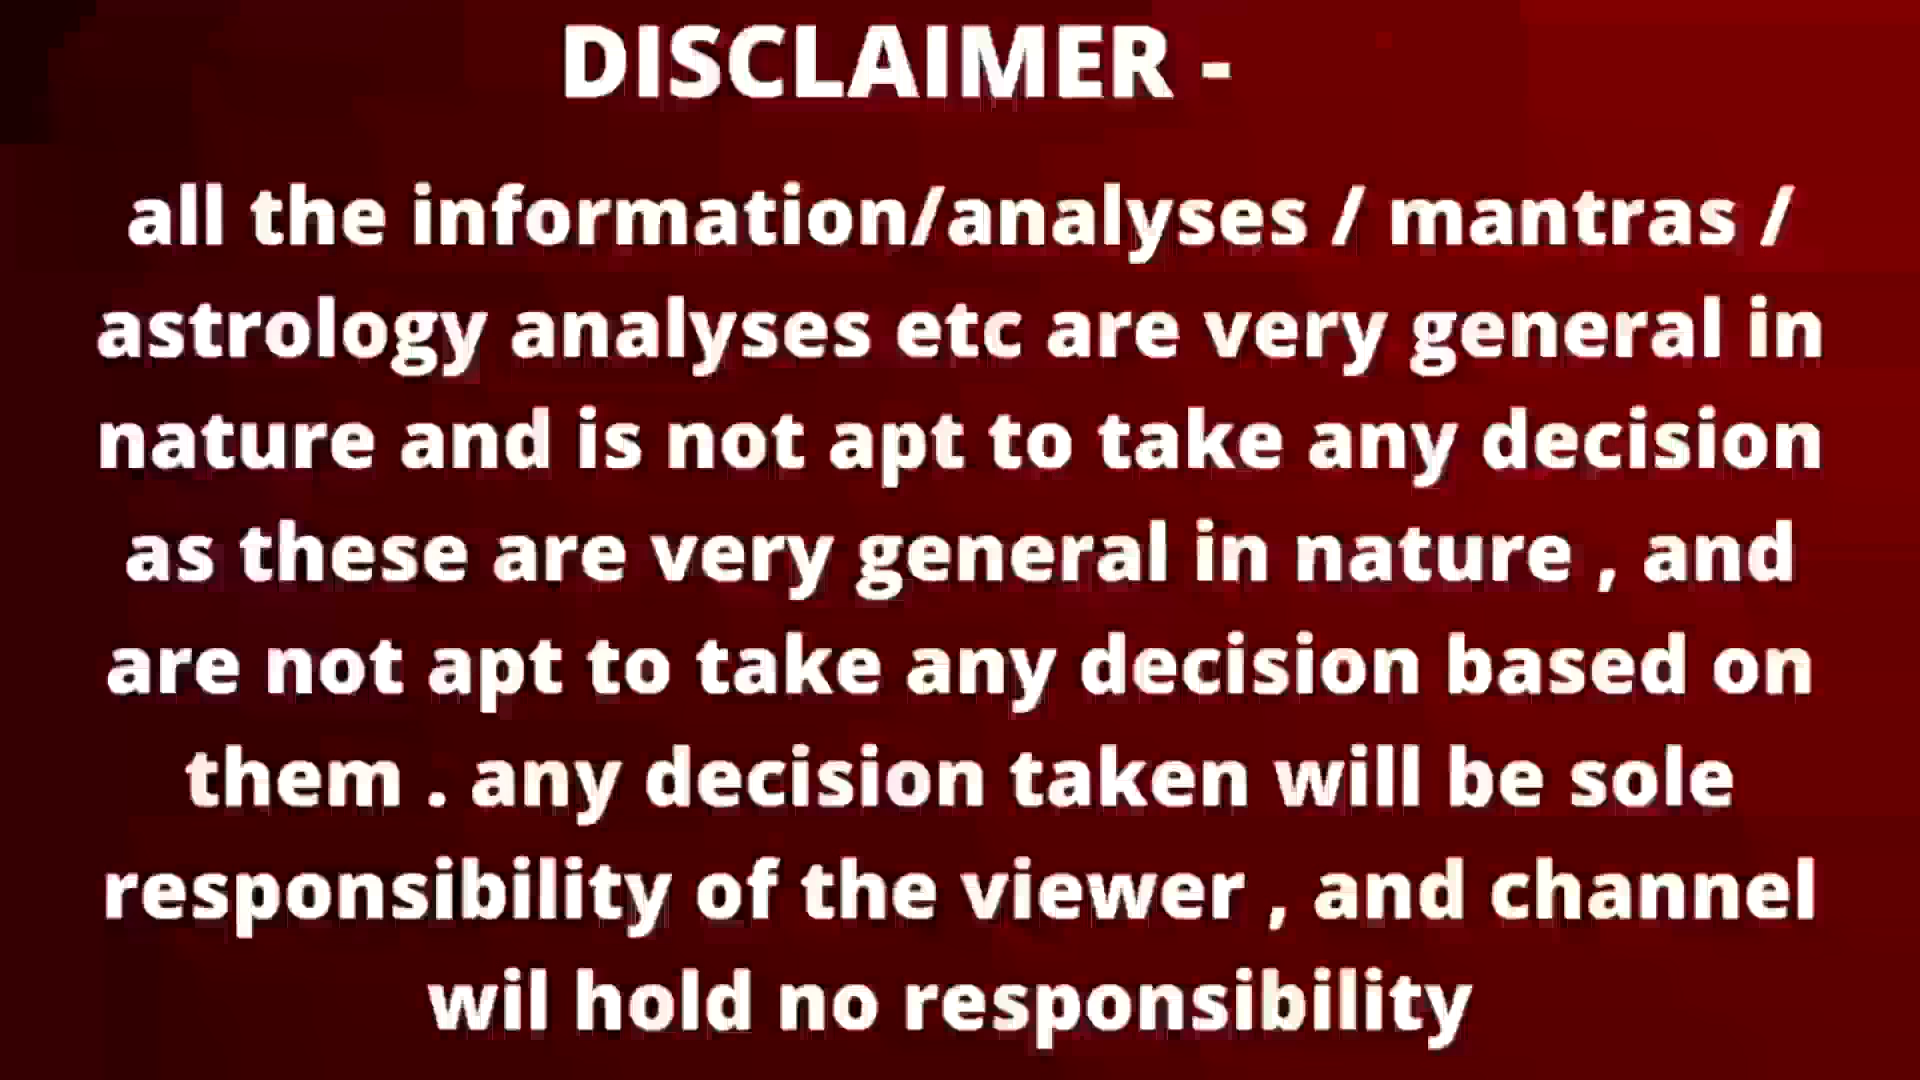 DISCLAIMER -
all the information/analyses / mantras /
astrology analyses etc are very general in
nature and is not apt to take any decision
as these are very general in nature , and
are not apt to take any decision based on
them . any decision taken will be sole
responsibility of the viewer , and channel
wil hold no responsibility